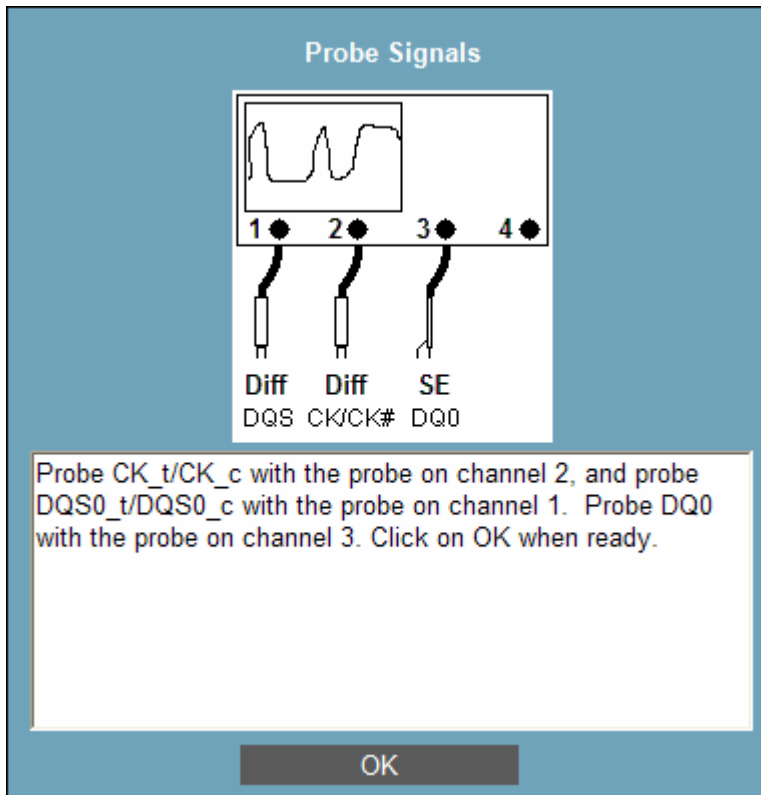 Probe Signals
1 2 3 4
Diff Diff SE
DQS CK/CK# DQ0
Probe CK_t/CK_c with the probe on channel 2, and probe
DQS0_t/DQS0_c with the probe on channel 1.  Probe DQ0
with the probe on channel 3. Click on OK when ready.
OK